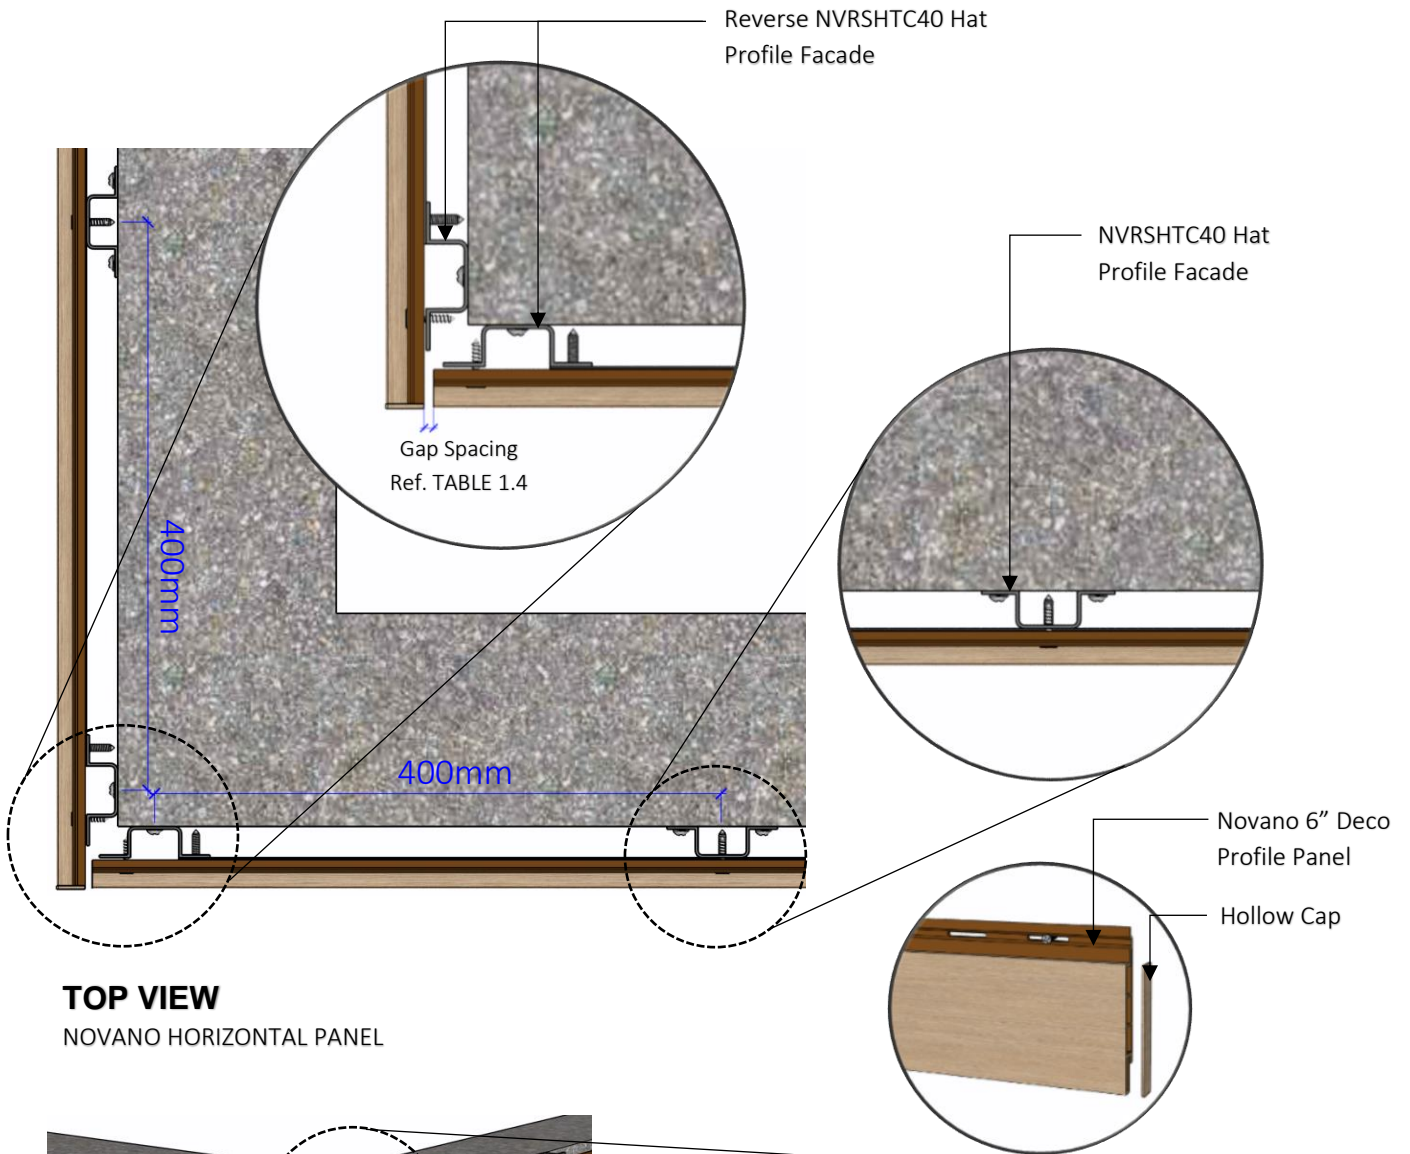 Reverse NVRSHTC40 Hat
Profile Facade
NVRSHTC40 Hat
Profile Facade
Gap Spacing
Ref. TABLE 1.4
400mm
400mm
Novano 6” Deco
Profile Panel
Hollow Cap
TOP VIEW
NOVANO HORIZONTAL PANEL